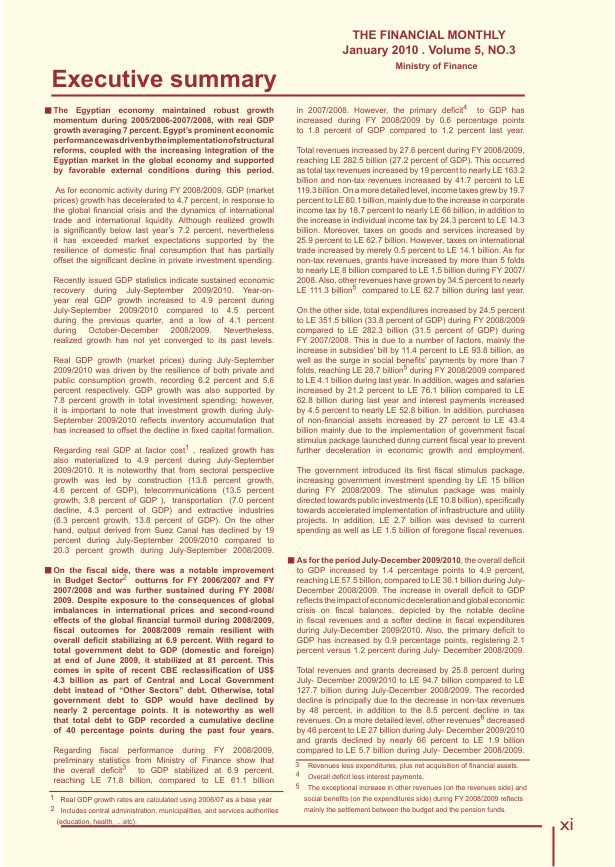 THE FINANCIAL MONTHLY
January 2010 . Volume 5, NO.3
Ministry of Finance
Executive summary
The Egyptian economy maintained robust growth
momentum during 2005/2006-2007/2008, with real GDP
growth averaging 7 percent. Egypt's prominent economic
performance was driven by the implementation of structural
reforms, coupled with the increasing integration of the
Egyptian market in the global economy and supported
by favorable external conditions during this period.
As for economic activity during FY 2008/2009, GDP (market
prices) growth has decelerated to 4.7 percent, in response to
the global financial crisis and the dynamics of international
trade and international liquidity. Although realized growth
is significantly below last year's 7.2 percent, nevertheless
it has exceeded market expectations supported by the
resilience of domestic final consumption that has partially
offset the significant decline in private investment spending.
Recently issued GDP statistics indicate sustained economic
recovery during July-September 2009/2010. Year-on-
year real GDP growth increased to 4.9 percent during
July-September 2009/2010 compared to 4.5 percent
during the previous quarter, and a low of 4.1 percent
during October-December 2008/2009. Nevertheless,
realized growth has not yet converged to its past levels.
Real GDP growth (market prices) during July-September
2009/2010 was driven by the resilience of both private and
public consumption growth, recording 6.2 percent and 5.6
percent respectively. GDP growth was also supported by
7.8 percent growth in total investment spending; however,
it is important to note that investment growth during July-
September 2009/2010 reflects inventory accumulation that
has increased to offset the decline in fixed capital formation.
Regarding real GDP at factor cost1 , realized growth has
also materialized to 4.9 percent during July-September
2009/2010. It is noteworthy that from sectoral perspective
growth was led by construction (13.8 percent growth,
4.6 percent of GDP), telecommunications (13.5 percent
growth, 3.6 percent of GDP ), transportation (7.0 percent
decline, 4.3 percent of GDP) and extractive industries
(6.3 percent growth, 13.8 percent of GDP). On the other
hand, output derived from Suez Canal has declined by 19
percent during July-September 2009/2010 compared to
20.3 percent growth during July-September 2008/2009.
On the fiscal side, there was a notable improvement
in Budget Sector2 outturns for FY 2006/2007 and FY
2007/2008 and was further sustained during FY 2008/
2009. Despite exposure to the consequences of global
imbalances in international prices and second-round
effects of the global financial turmoil during 2008/2009,
fiscal outcomes for 2008/2009 remain resilient with
overall deficit stabilizing at 6.9 percent. With regard to
total government debt to GDP (domestic and foreign)
at end of June 2009, it stabilized at 81 percent. This
comes in spite of recent CBE reclassification of US$
4.3 billion as part of Central and Local Government
debt instead of “Other Sectors” debt. Otherwise, total
government debt to GDP would have declined by
nearly 2 percentage points. It is noteworthy as well
that total debt to GDP recorded a cumulative decline
of 40 percentage points during the past four years.
Regarding fiscal performance during FY 2008/2009,
preliminary statistics from Ministry of Finance show that
the overall deficit3 to GDP stabilized at 6.9 percent,
reaching LE 71.8 billion, compared to LE 61.1 billion
1 Real GDP growth rates are calculated using 2006/07 as a base year
2 Includes central administration, municipalities, and services authorities
(education, health, …etc).
in 2007/2008. However, the primary deficit4 to GDP has
increased during FY 2008/2009 by 0.6 percentage points
to 1.8 percent of GDP compared to 1.2 percent last year.
Total revenues increased by 27.6 percent during FY 2008/2009,
reaching LE 282.5 billion (27.2 percent of GDP). This occurred
as total tax revenues increased by 19 percent to nearly LE 163.2
billion and non-tax revenues increased by 41.7 percent to LE
119.3 billion. On a more detailed level, income taxes grew by 19.7
percent to LE 80.1 billion, mainly due to the increase in corporate
income tax by 18.7 percent to nearly LE 66 billion, in addition to
the increase in individual income tax by 24.3 percent to LE 14.3
billion. Moreover, taxes on goods and services increased by
25.9 percent to LE 62.7 billion. However, taxes on international
trade increased by merely 0.5 percent to LE 14.1 billion. As for
non-tax revenues, grants have increased by more than 5 folds
to nearly LE 8 billion compared to LE 1.5 billion during FY 2007/
2008. Also, other revenues have grown by 34.5 percent to nearly
LE 111.3 billion5 compared to LE 82.7 billion during last year.
On the other side, total expenditures increased by 24.5 percent
to LE 351.5 billion (33.8 percent of GDP) during FY 2008/2009
compared to LE 282.3 billion (31.5 percent of GDP) during
FY 2007/2008. This is due to a number of factors, mainly the
increase in subsidies' bill by 11.4 percent to LE 93.8 billion, as
well as the surge in social benefits' payments by more than 7
folds, reaching LE 28.7 billion5 during FY 2008/2009 compared
to LE 4.1 billion during last year. In addition, wages and salaries
increased by 21.2 percent to LE 76.1 billion compared to LE
62.8 billion during last year and interest payments increased
by 4.5 percent to nearly LE 52.8 billion. In addition, purchases
of non-financial assets increased by 27 percent to LE 43.4
billion mainly due to the implementation of government fiscal
stimulus package launched during current fiscal year to prevent
further deceleration in economic growth and employment.
The government introduced its first fiscal stimulus package,
increasing government investment spending by LE 15 billion
during FY 2008/2009. The stimulus package was mainly
directed towards public investments (LE 10.8 billion), specifically
towards accelerated implementation of infrastructure and utility
projects. In addition, LE 2.7 billion was devised to current
spending as well as LE 1.5 billion of foregone fiscal revenues.
As for the period July-December 2009/2010, the overall deficit
to GDP increased by 1.4 percentage points to 4.9 percent,
reaching LE 57.5 billion, compared to LE 36.1 billion during July-
December 2008/2009. The increase in overall deficit to GDP
reflects the impact of economic deceleration and global economic
crisis on fiscal balances, depicted by the notable decline
in fiscal revenues and a softer decline in fiscal expenditures
during July-December 2009/2010. Also, the primary deficit to
GDP has increased by 0.9 percent, registering 2.1
percent versus 1.2 percent during July- December 2008/2009.
Total revenues and grants decreased by 25.8 percent during
July- December 2009/2010 to LE 94.7 billion compared to LE
127.7 billion during July-December 2008/2009. The recorded
decline is principally due to the decrease in non-tax revenues
by 48 percent, in addition to the 8.5 percent decline in tax
revenues. On a more detailed level, other revenues6 decreased
by 46 percent to LE 27 billion during July- December 2009/2010
and grants declined by nearly 66 percent to LE 1.9 billion
compared to LE 5.7 billion during July- December 2008/2009.
3 Revenues less expenditures, plus net acquisition of financial assets.
4 Overall deficit less interest payments.
5 The exceptional increase in other revenues (on the revenues side) and
social benefits (on the expenditures side) during FY 2008/2009 reflects
mainly the settlement between the budget and the pension funds.
xi